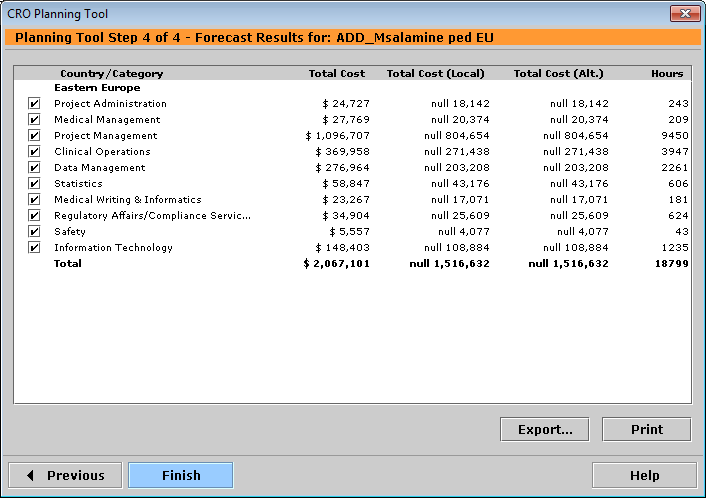 CRO Planning Tool
Planning Tool Step 4 of 4 - Forecast Results for: ADD_Msalamine ped EU
Country/Category Total Cost Total Cost (Local) Total Cost (Alt.) Hours
Eastern Europe
Project Administration $ 24,727 null 18,142 null 18,142 243
Medical Management $ 27,769 null 20,374 null 20,374 209
Project Management $ 1,096,707 null 804,654 null 804,654 9450
Clinical Operations $ 369,958 null 271,438 null 271,438 3947
Data Management $ 276,964 null 203,208 null 203,208 2261
Statistics $ 58,847 null 43,176 null 43,176 606
Medical Writing & Informatics $ 23,267 null 17,071 null 17,071 181
Regulatory Affairs/Compliance Servic... $ 34,904 null 25,609 null 25,609 624
Safety $ 5,557 null 4,077 null 4,077 43
Information Technology $ 148,403 null 108,884 null 108,884 1235
Total $ 2,067,101 null 1,516,632 null 1,516,632 18799
Export... Print
Previous Finish Help